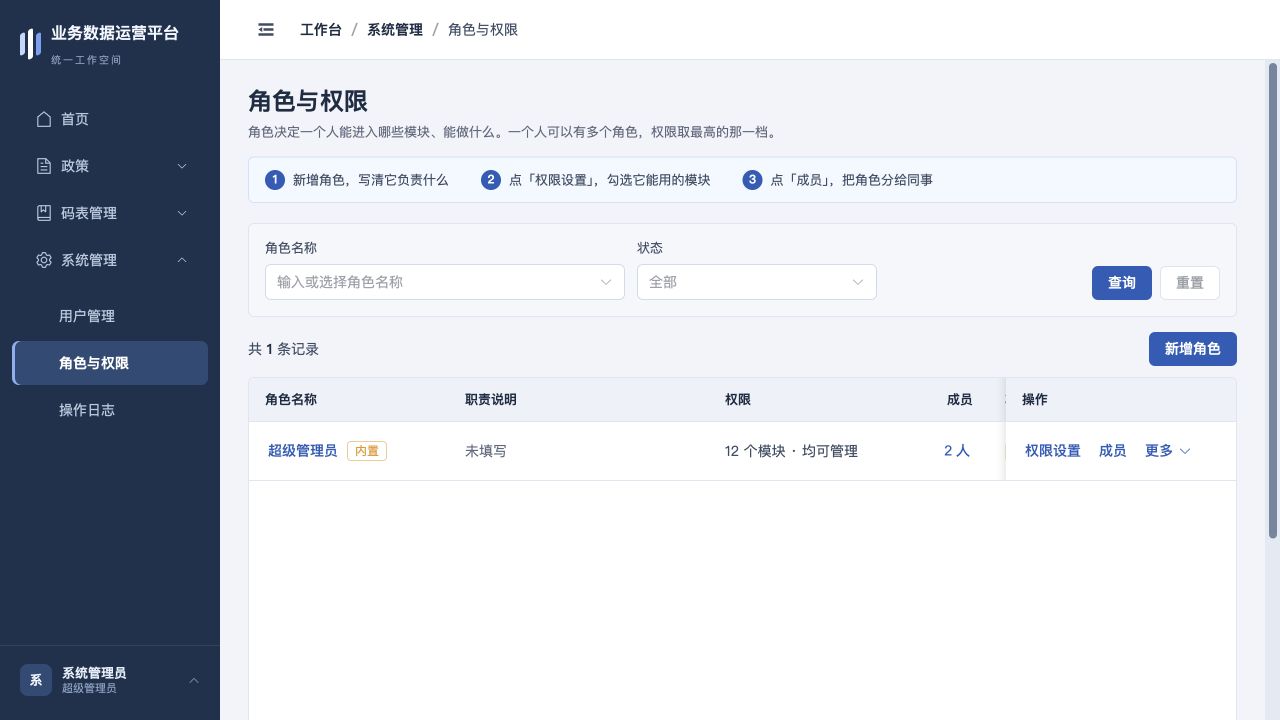 业务数据运营平台
统一工作空间
首页
政策
码表管理
系统管理
用户管理
角色与权限
操作日志
系
系统管理员
超级管理员
工作台 / 系统管理 / 角色与权限
角色与权限
角色决定一个人能进入哪些模块、能做什么。一个人可以有多个角色，权限取最高的那一档。
1 新增角色，写清它负责什么 2 点「权限设置」，勾选它能用的模块 3 点「成员」，把角色分给同事
角色名称 状态
输入或选择角色名称 全部 查询 重置
共 1 条记录 新增角色
角色名称 职责说明 权限 成员 操作
超级管理员 内置 未填写 12 个模块 · 均可管理 2 人 权限设置 成员 更多